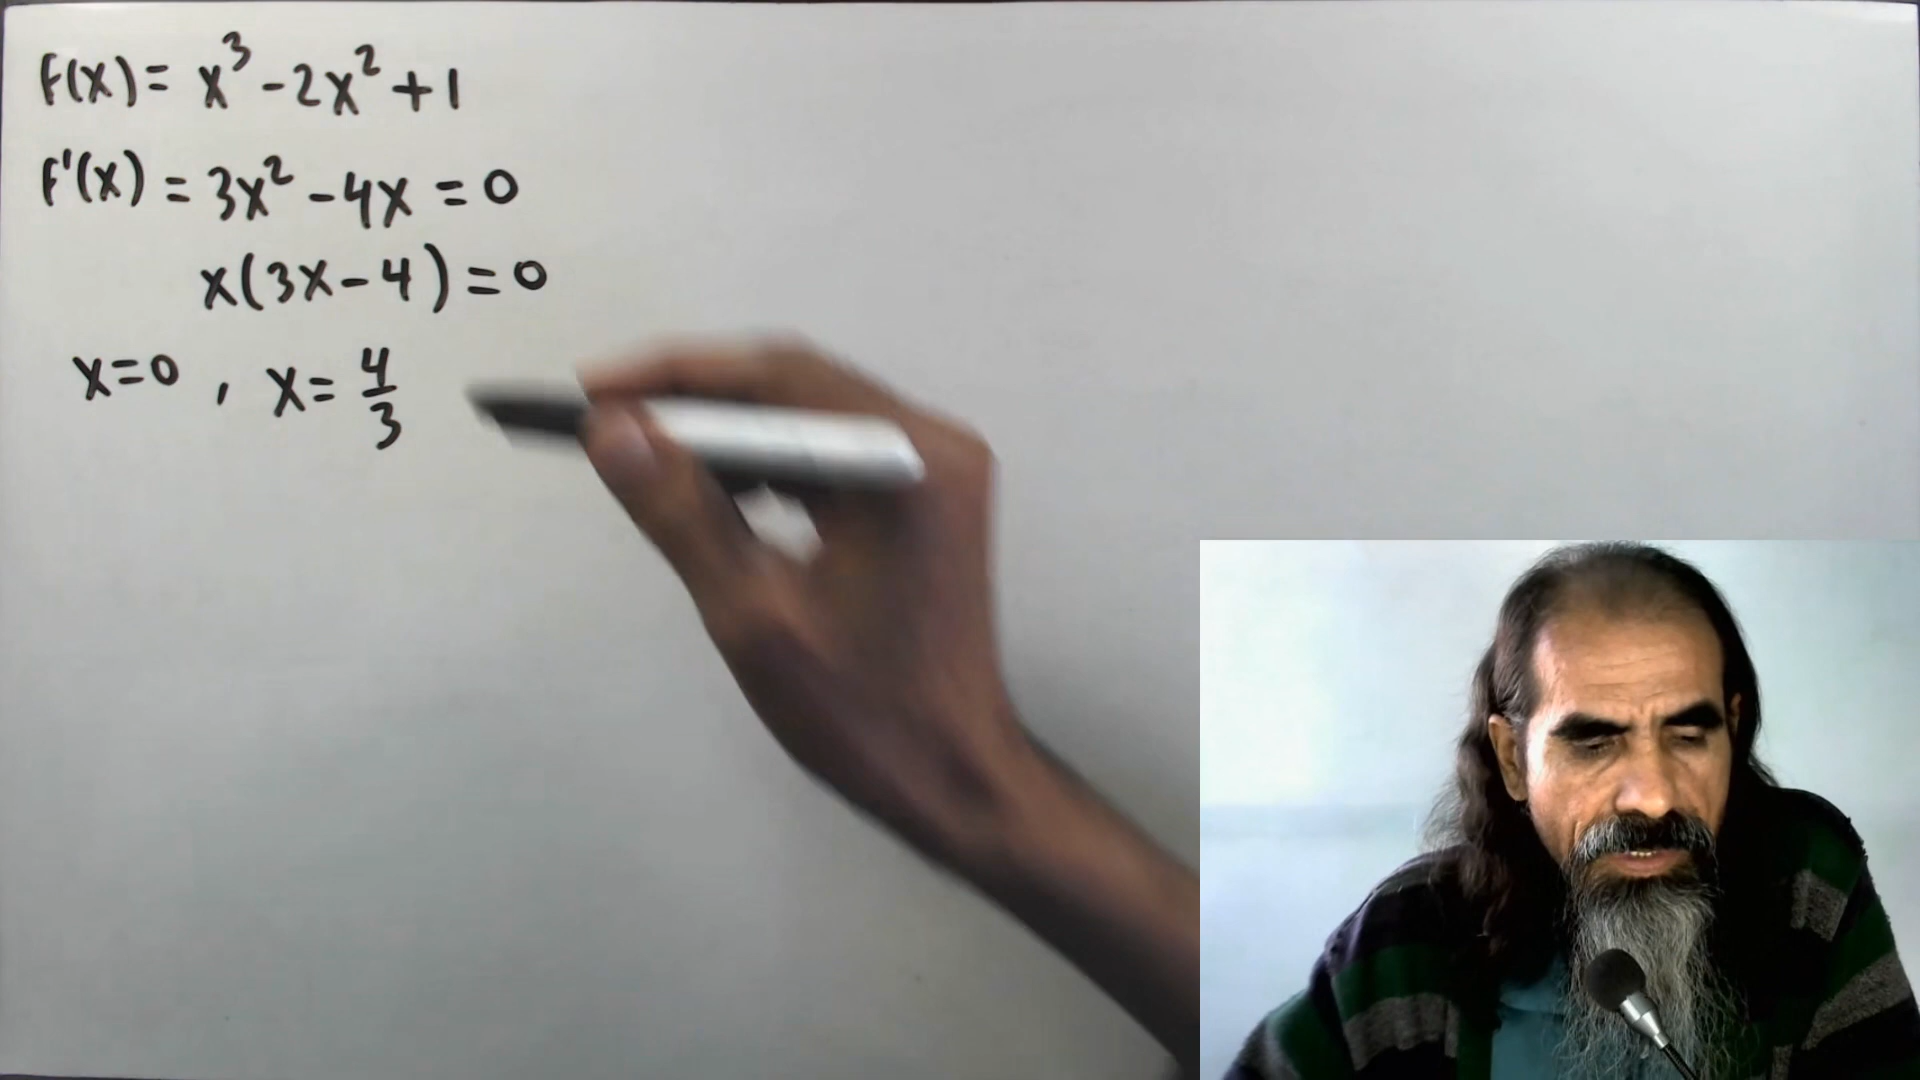 F(x) = x³ - 2x² + 1
F'(x) = 3x² - 4x = 0
x(3x - 4) = 0
x = 0 , x = 4/3